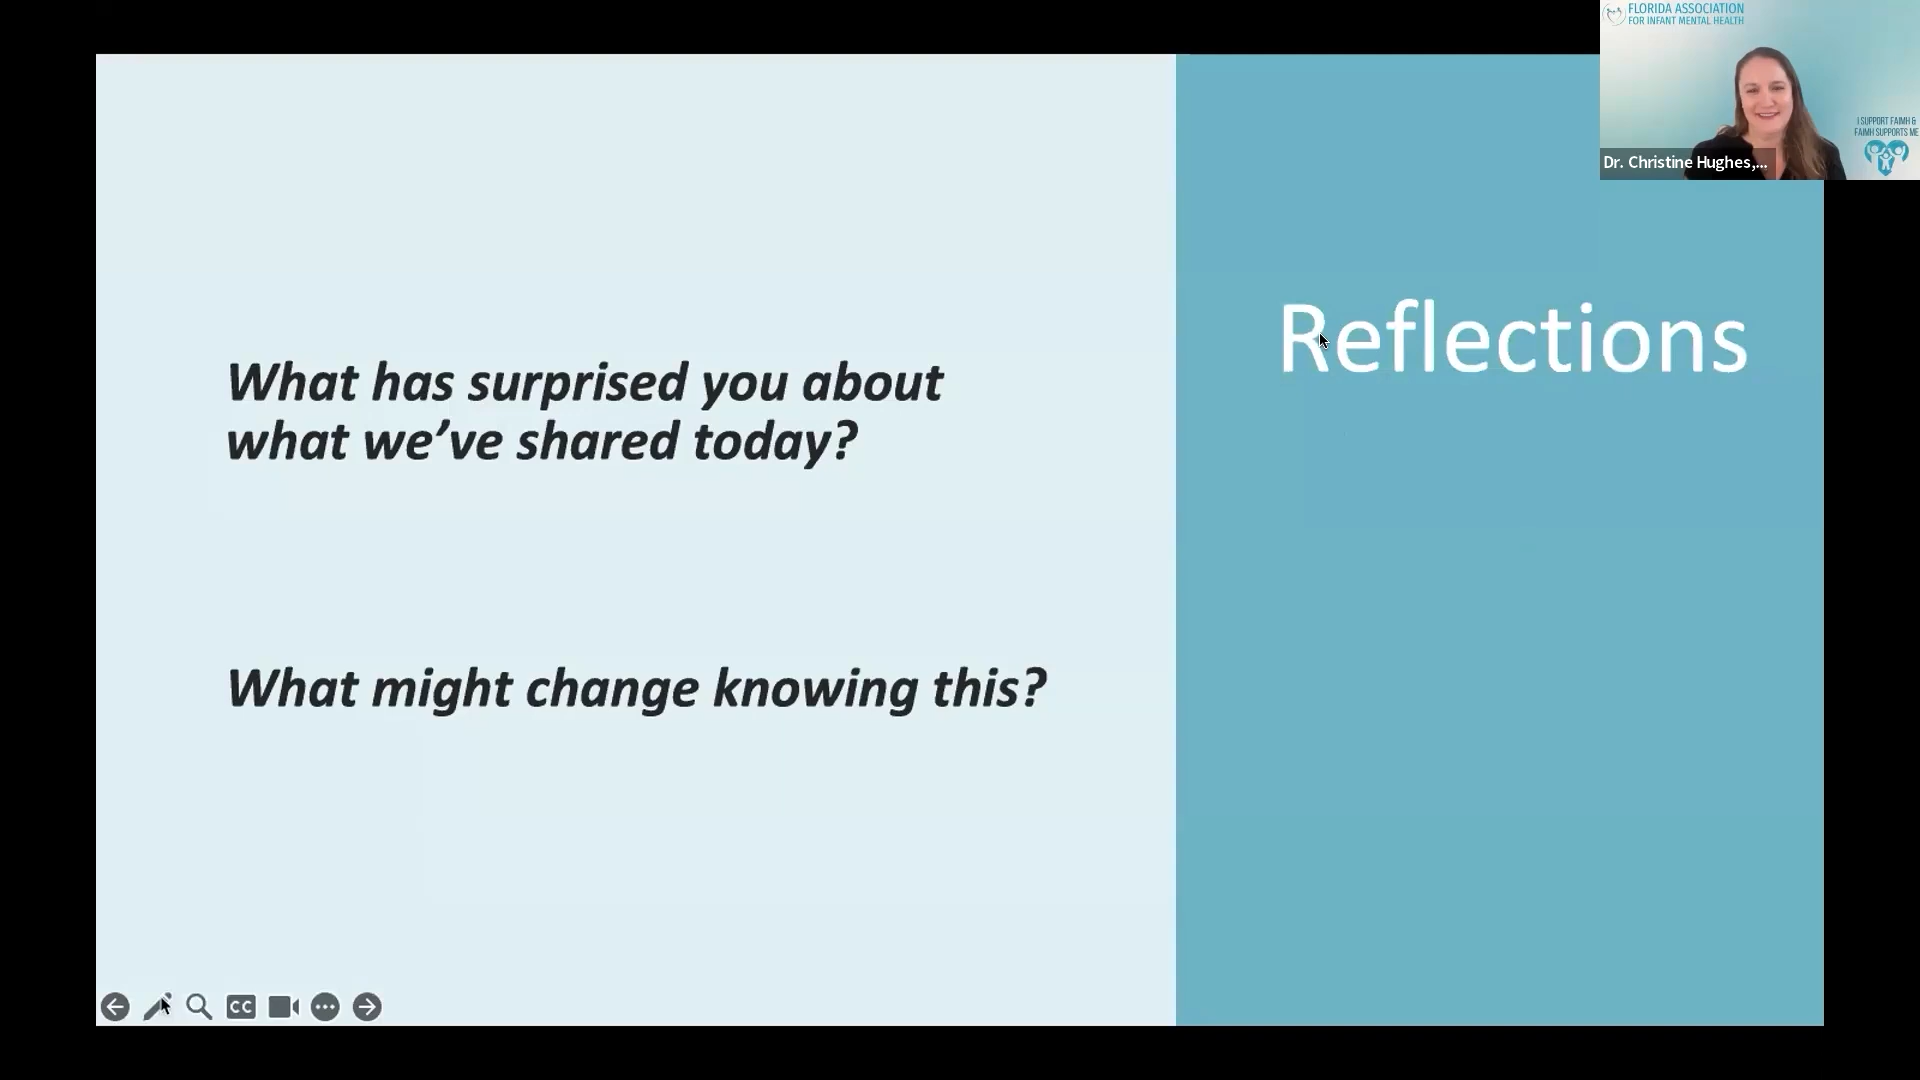 FLORIDA ASSOCIATION
FOR INFANT MENTAL HEALTH
I SUPPORT FAIMH &
FAIMH SUPPORTS ME
Dr. Christine Hughes,...
Reflections
What has surprised you about
what we’ve shared today?
What might change knowing this?
CC